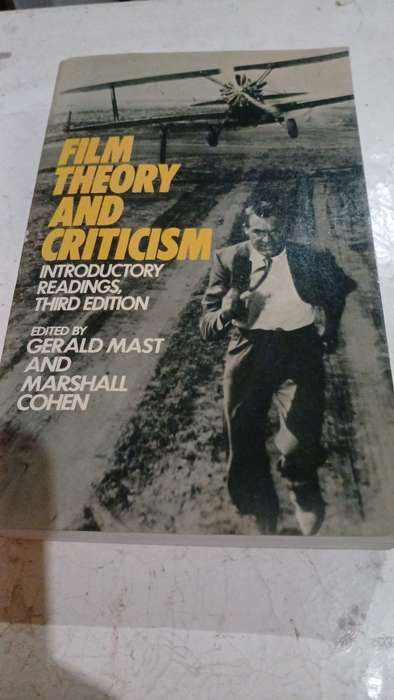 FILM
THEORY
AND
CRITICISM
INTRODUCTORY
READINGS,
THIRD EDITION
EDITED BY
GERALD MAST
AND
MARSHALL
COHEN